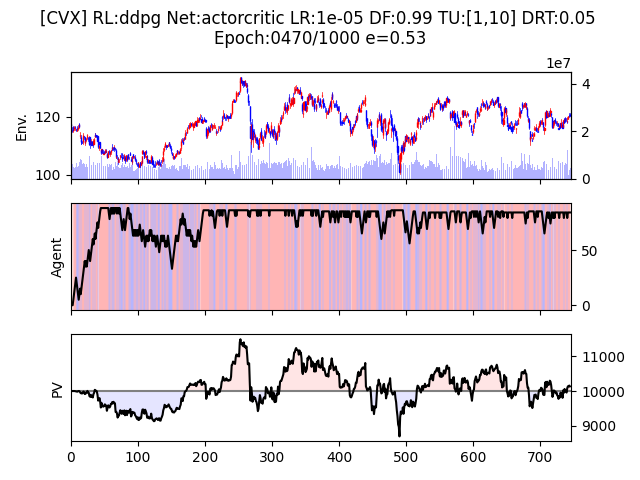 [CVX] RL:ddpg Net:actorcritic LR:1e-05 DF:0.99 TU:[1,10] DRT:0.05
Epoch:0470/1000 e=0.53
1e7
Env.
120
100
4
2
0
Agent
50
0
PV
11000
10000
9000
0 100 200 300 400 500 600 700